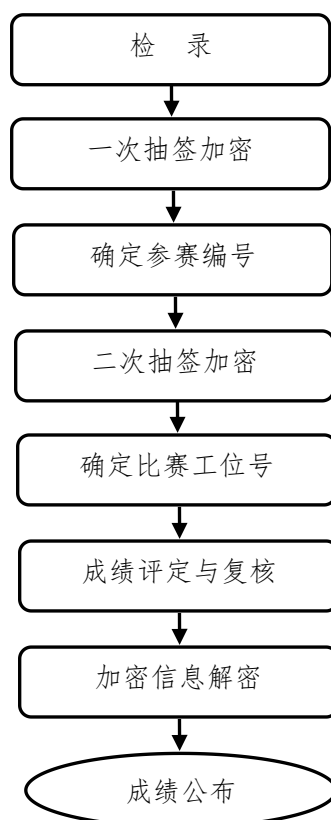 检 录
一次抽签加密
确定参赛编号
二次抽签加密
确定比赛工位号
成绩评定与复核
加密信息解密
成绩公布